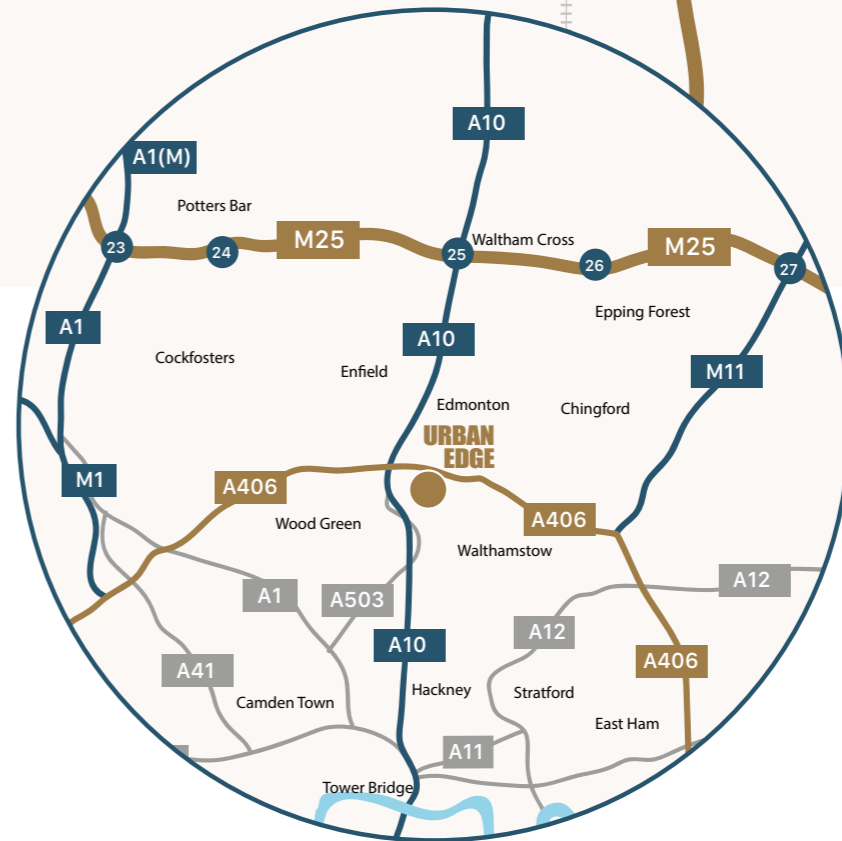 A10
A1(M)
Potters Bar
M25
Waltham Cross
M25
23
24
25
26
27
Epping Forest
A1
A10
Cockfosters
Enfield
M11
Edmonton
Chingford
URBAN
EDGE
M1
A406
A406
Wood Green
Walthamstow
A1
A503
A12
A12
A10
A41
A406
Hackney
Stratford
Camden Town
East Ham
A11
Tower Bridge